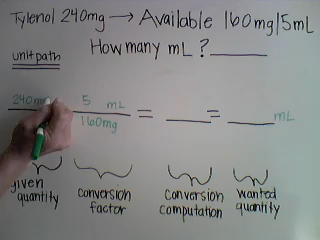 Tylenol 240mg → Available 160mg/5mL
How many mL? ____
unit path
240m
5 mL
160mg
= ____ = ____ mL
given quantity
conversion factor
conversion computation
wanted quantity